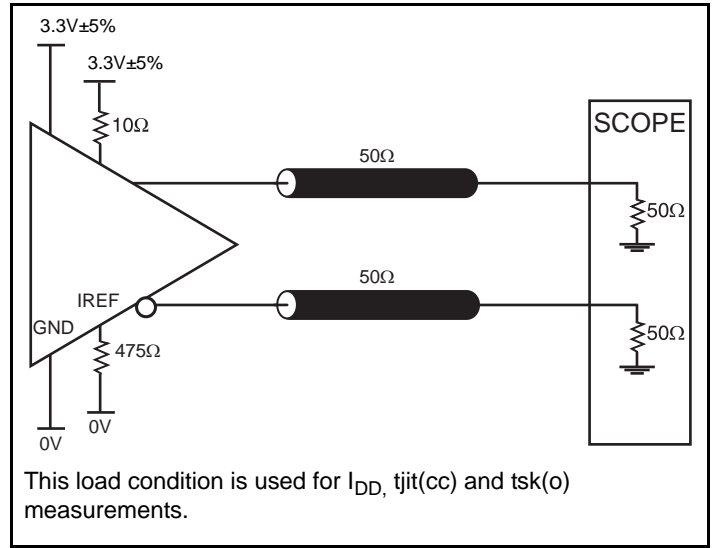 3.3V±5%
3.3V±5%
10Ω
SCOPE
50Ω
50Ω
50Ω
IREF
GND
50Ω
475Ω
0V
0V
This load condition is used for IDD, tjit(cc) and tsk(o)
measurements.